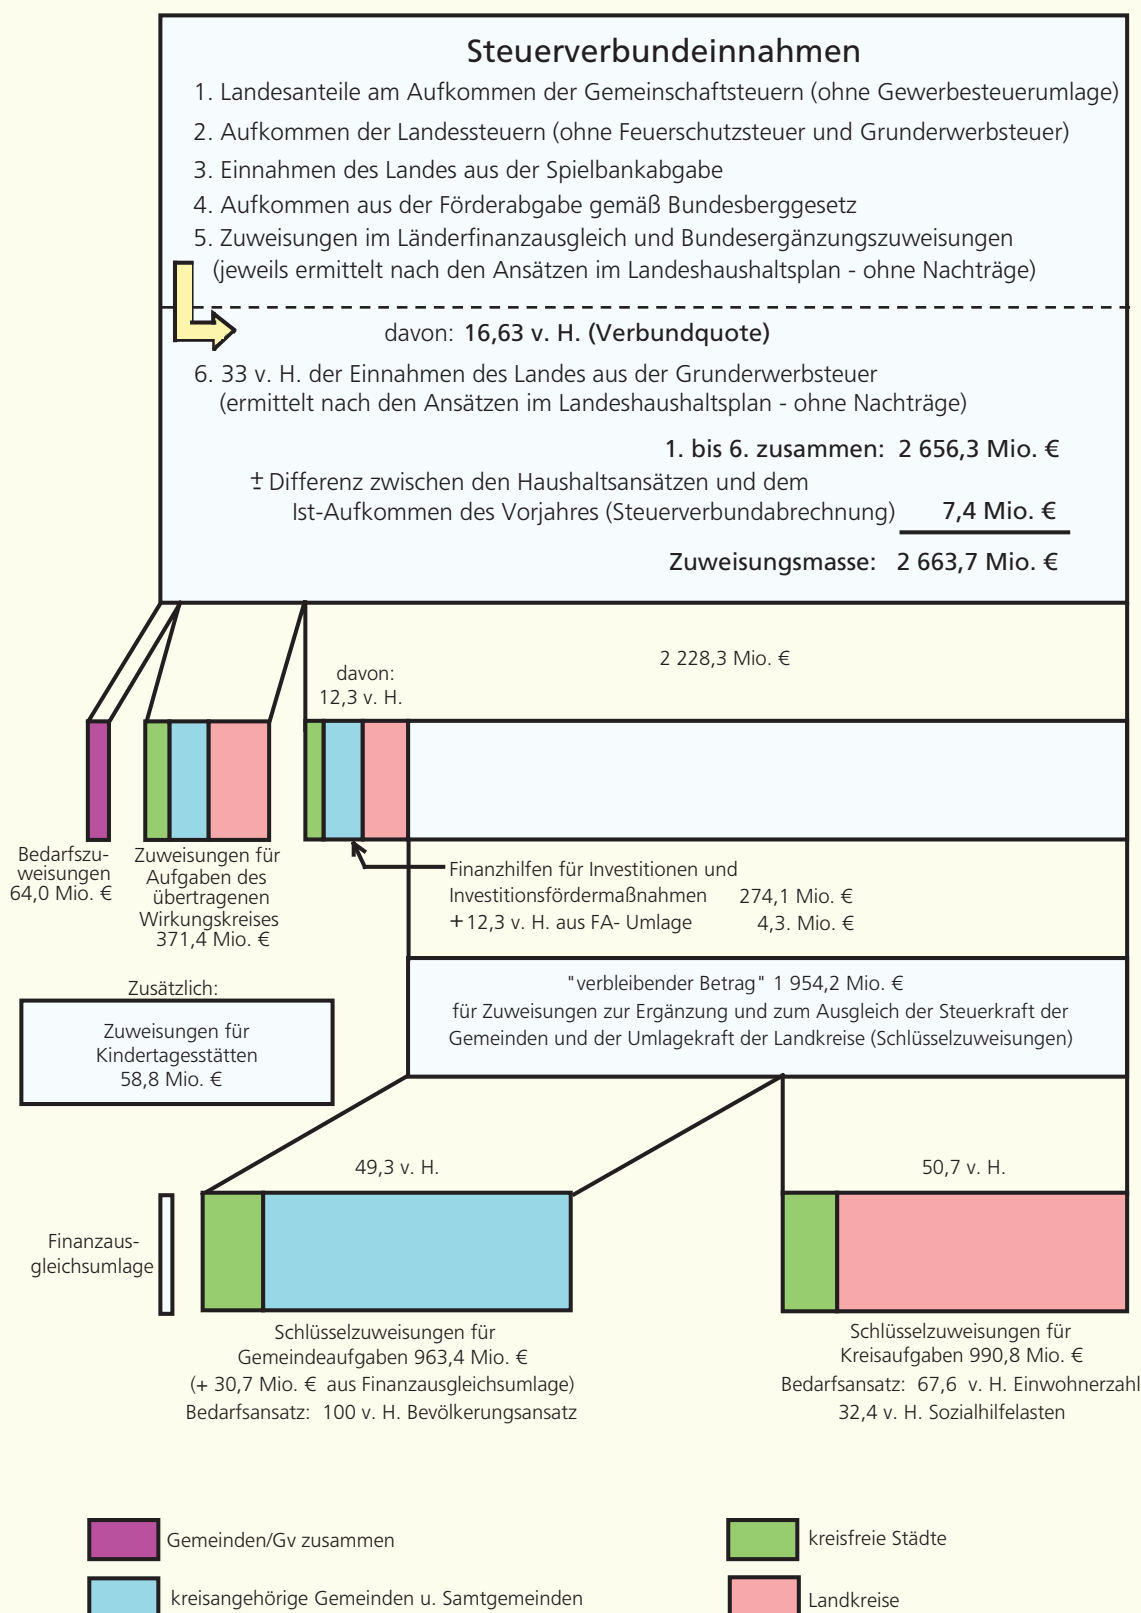 Steuerverbundeinnahmen
1. Landesanteile am Aufkommen der Gemeinschaftsteuern (ohne Gewerbesteuerumlage)
2. Aufkommen der Landessteuern (ohne Feuerschutzsteuer und Grunderwerbsteuer)
3. Einnahmen des Landes aus der Spielbankabgabe
4. Aufkommen aus der Förderabgabe gemäß Bundesberggesetz
5. Zuweisungen im Länderfinanzausgleich und Bundesergänzungszuweisungen
(jeweils ermittelt nach den Ansätzen im Landeshaushaltsplan - ohne Nachträge)
davon: 16,63 v. H. (Verbundquote)
6. 33 v. H. der Einnahmen des Landes aus der Grunderwerbsteuer
(ermittelt nach den Ansätzen im Landeshaushaltsplan - ohne Nachträge)
1. bis 6. zusammen: 2 656,3 Mio. €
± Differenz zwischen den Haushaltsansätzen und dem
Ist-Aufkommen des Vorjahres (Steuerverbundabrechnung) 7,4 Mio. €
Zuweisungsmasse: 2 663,7 Mio. €
2 228,3 Mio. €
davon:
12,3 v. H.
Bedarfszu-
weisungen
64,0 Mio. €
Zuweisungen für
Aufgaben des
übertragenen
Wirkungskreises
371,4 Mio. €
Finanzhilfen für Investitionen und
Investitionsfördermaßnahmen 274,1 Mio. €
+ 12,3 v. H. aus FA- Umlage 4,3. Mio. €
"verbleibender Betrag" 1 954,2 Mio. €
für Zuweisungen zur Ergänzung und zum Ausgleich der Steuerkraft der
Gemeinden und der Umlagekraft der Landkreise (Schlüsselzuweisungen)
Zusätzlich:
Zuweisungen für
Kindertagesstätten
58,8 Mio. €
49,3 v. H.
50,7 v. H.
Finanzaus-
gleichsumlage
Schlüsselzuweisungen für
Gemeindeaufgaben 963,4 Mio. €
(+ 30,7 Mio. € aus Finanzausgleichsumlage)
Bedarfsansatz: 100 v. H. Bevölkerungsansatz
Schlüsselzuweisungen für
Kreisaufgaben 990,8 Mio. €
Bedarfsansatz: 67,6 v. H. Einwohnerzahl
32,4 v. H. Sozialhilfelasten
Gemeinden/Gv zusammen
kreisfreie Städte
kreisangehörige Gemeinden u. Samtgemeinden
Landkreise